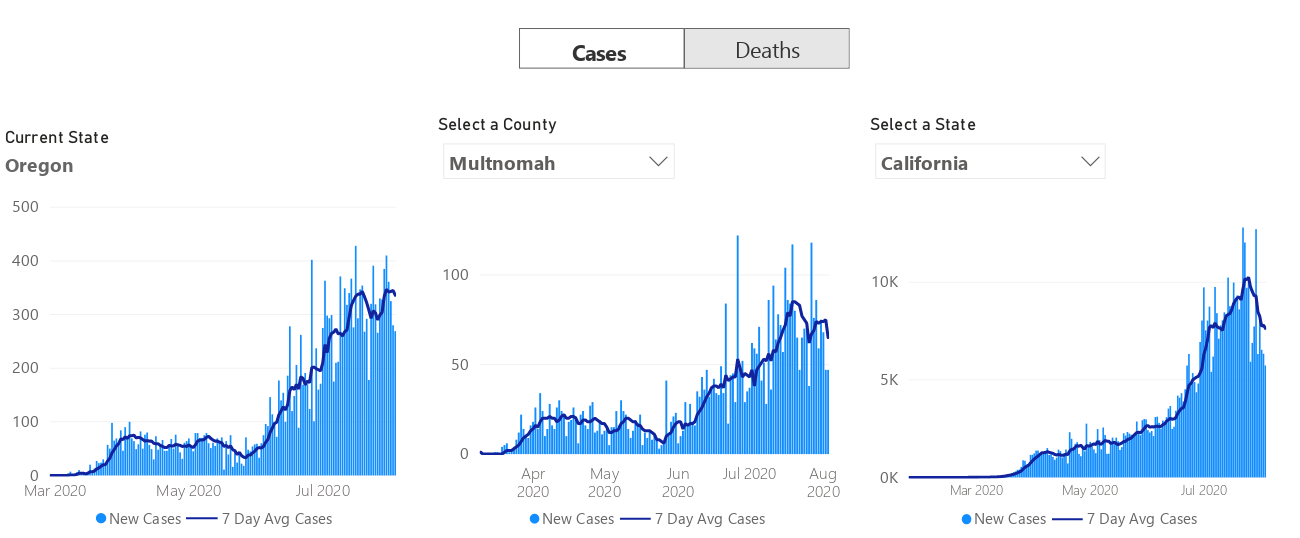 Cases Deaths
Current State
Oregon
500
400
300
200
100
0
Mar 2020 May 2020 Jul 2020
New Cases 7 Day Avg Cases
Select a County
Multnomah
100
50
0
Apr 2020 May 2020 Jun 2020 Jul 2020 Aug 2020
New Cases 7 Day Avg Cases
Select a State
California
10K
5K
0K
Mar 2020 May 2020 Jul 2020
New Cases 7 Day Avg Cases